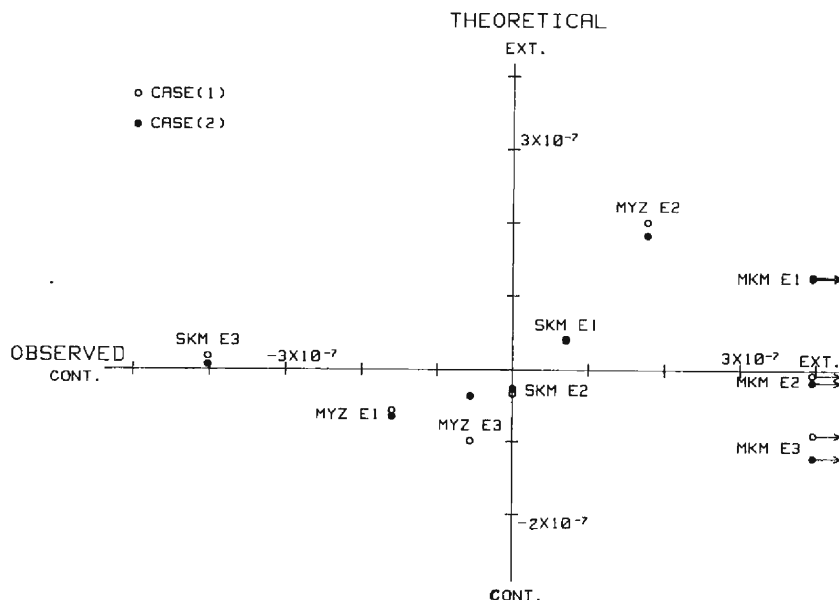 THEORETICAL
EXT.
CASE(1)
CASE(2)
3X10⁻⁷
MYZ E2
MKM E1
SKM E3
SKM E1
OBSERVED
-3X10⁻⁷
3X10⁻⁷
EXT.
CONT.
MKM E2
SKM E2
MYZ E1
MYZ E3
MKM E3
-2X10⁻⁷
CONT.